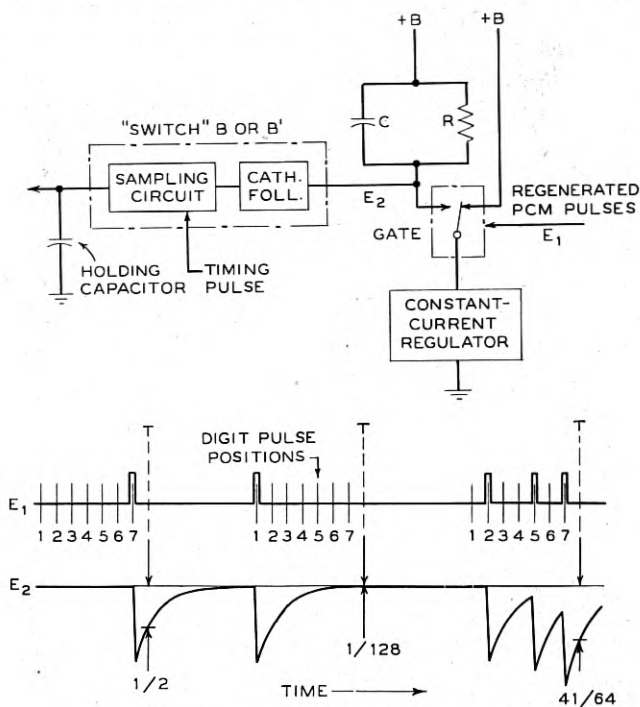 +B
+B
"SWITCH" B OR B'
C
R
SAMPLING
CIRCUIT
CATH.
FOLL.
E2
REGENERATED
PCM PULSES
E1
GATE
HOLDING
CAPACITOR
TIMING
PULSE
CONSTANT-
CURRENT
REGULATOR
T
DIGIT PULSE
POSITIONS
T
T
E1
1 2 3 4 5 6 7
1 2 3 4 5 6 7
1 2 3 4 5 6 7
E2
1/2
1/128
41/64
TIME